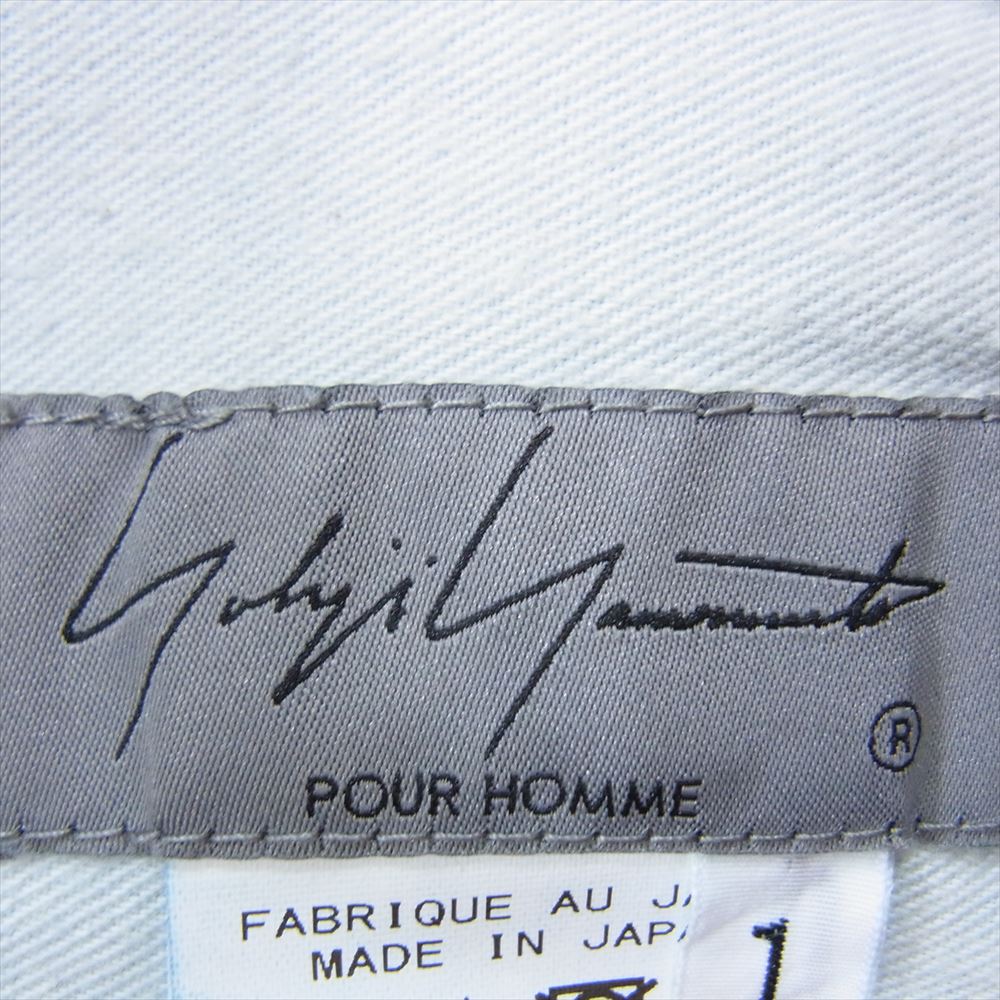 Yohji Yamamoto
®
POUR HOMME
FABRIQUE AU JA
MADE IN JAPA
1